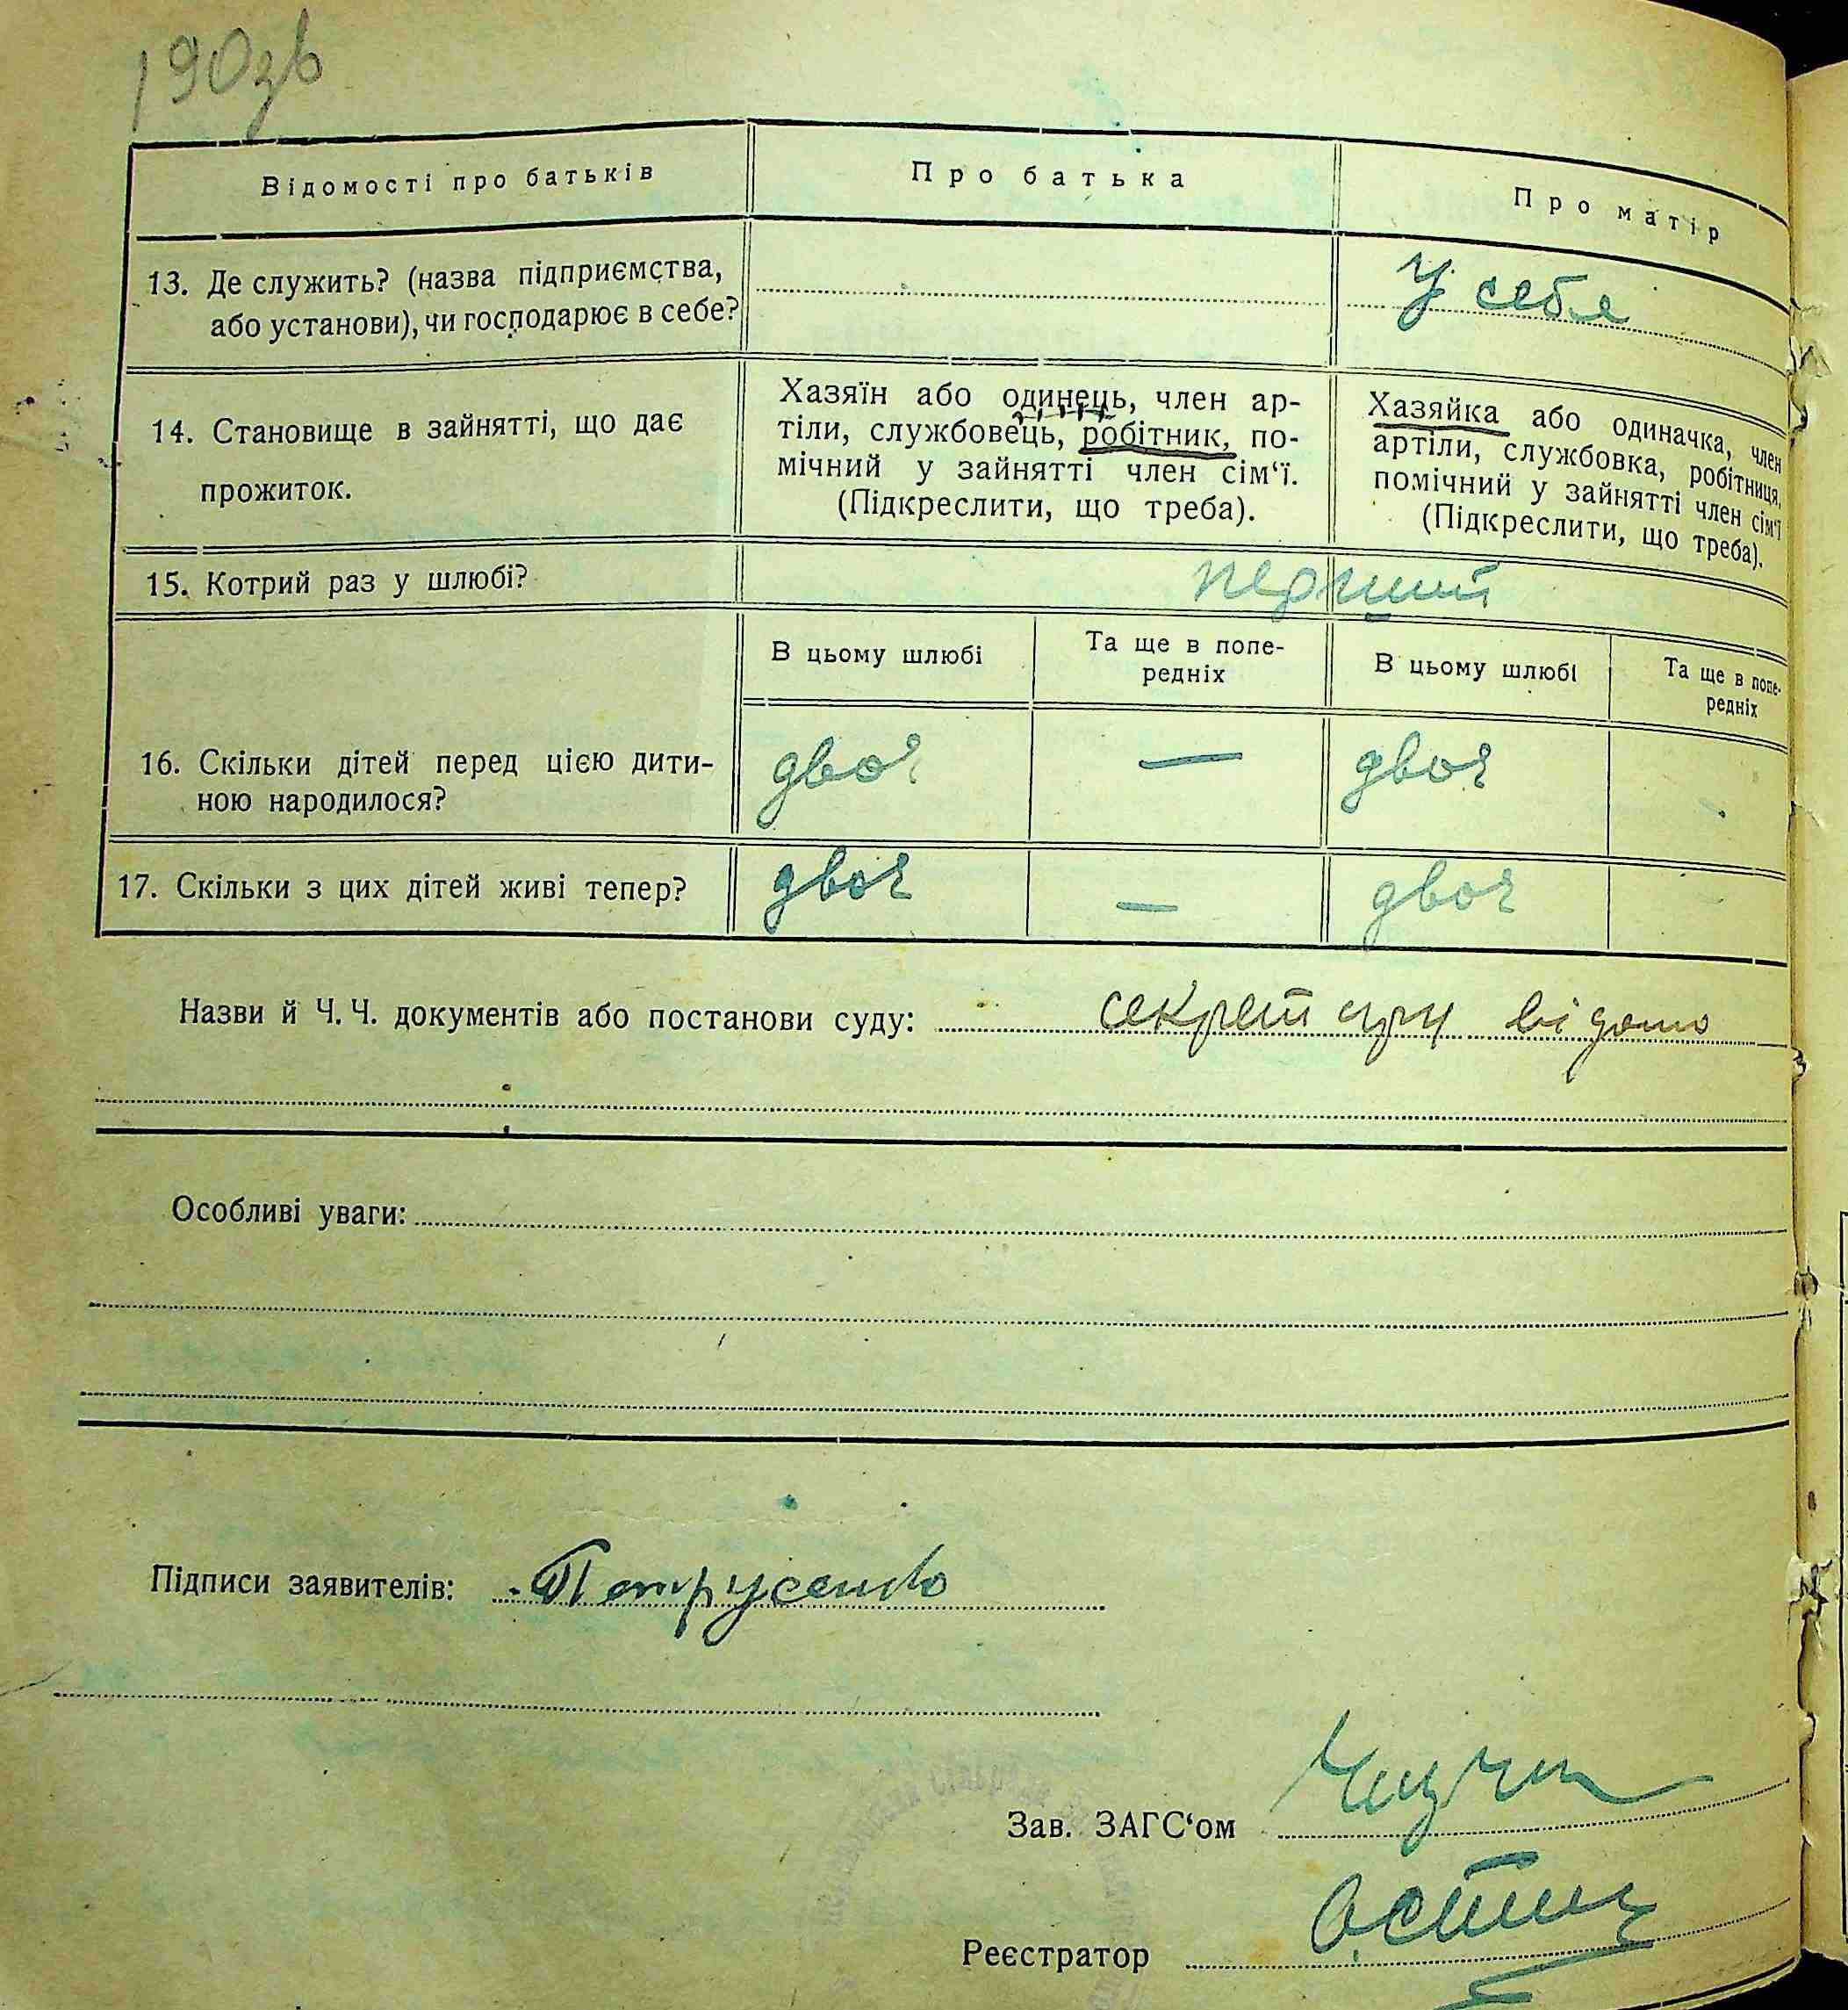 190зв
Відомості про батьків
Про батька
Про матір
13. Де служить? (назва підприємства,
або установи), чи господарює в себе?
У себе
14. Становище в зайнятті, що дає
прожиток.
Хазяїн або одинець, член ар-
тіли, службовець, робітник, по-
мічний у зайнятті член сім‘ї.
(Підкреслити, що треба).
Хазяйка або одиначка, член
артіли, службовка, робітниця,
помічний у зайнятті член сім‘ї
(Підкреслити, що треба).
15. Котрий раз у шлюбі?
перший
В цьому шлюбі
Та ще в попе-
редніх
В цьому шлюбі
Та ще в попе-
редніх
16. Скільки дітей перед цією дити-
ною народилося?
двоє — двоє
17. Скільки з цих дітей живі тепер?
двоє — двоє
Назви й Ч. Ч. документів або постанови суду: секретару відомо
Особливі уваги:
Підписи заявителів: Петрусенко
Зав. ЗАГС‘ом
Реєстратор